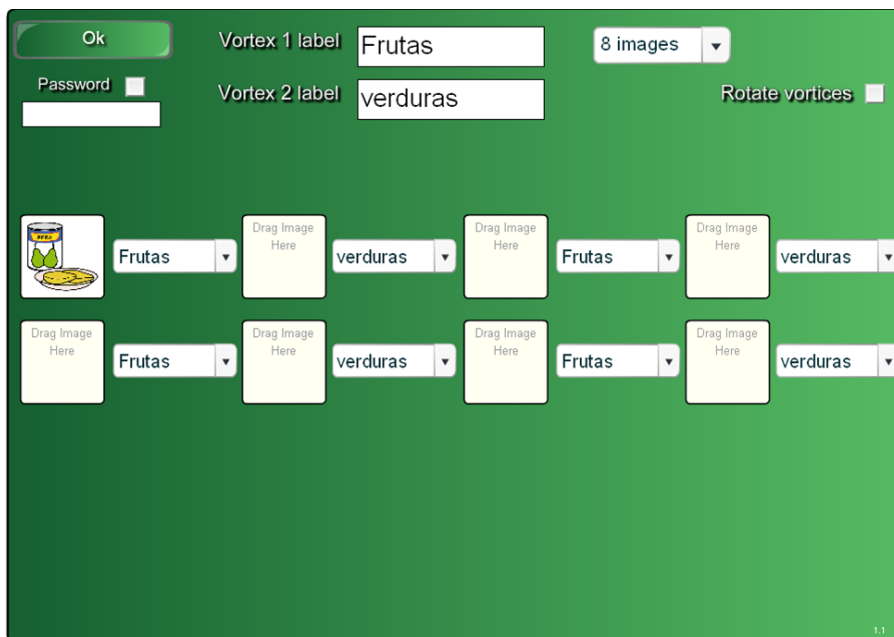 Ok
Vortex 1 label
Frutas
8 images
Password
Vortex 2 label
verduras
Rotate vortices
Frutas
Drag Image
Here
verduras
Drag Image
Here
Frutas
Drag Image
Here
verduras
Drag Image
Here
Frutas
Drag Image
Here
verduras
Drag Image
Here
Frutas
Drag Image
Here
verduras
1.1